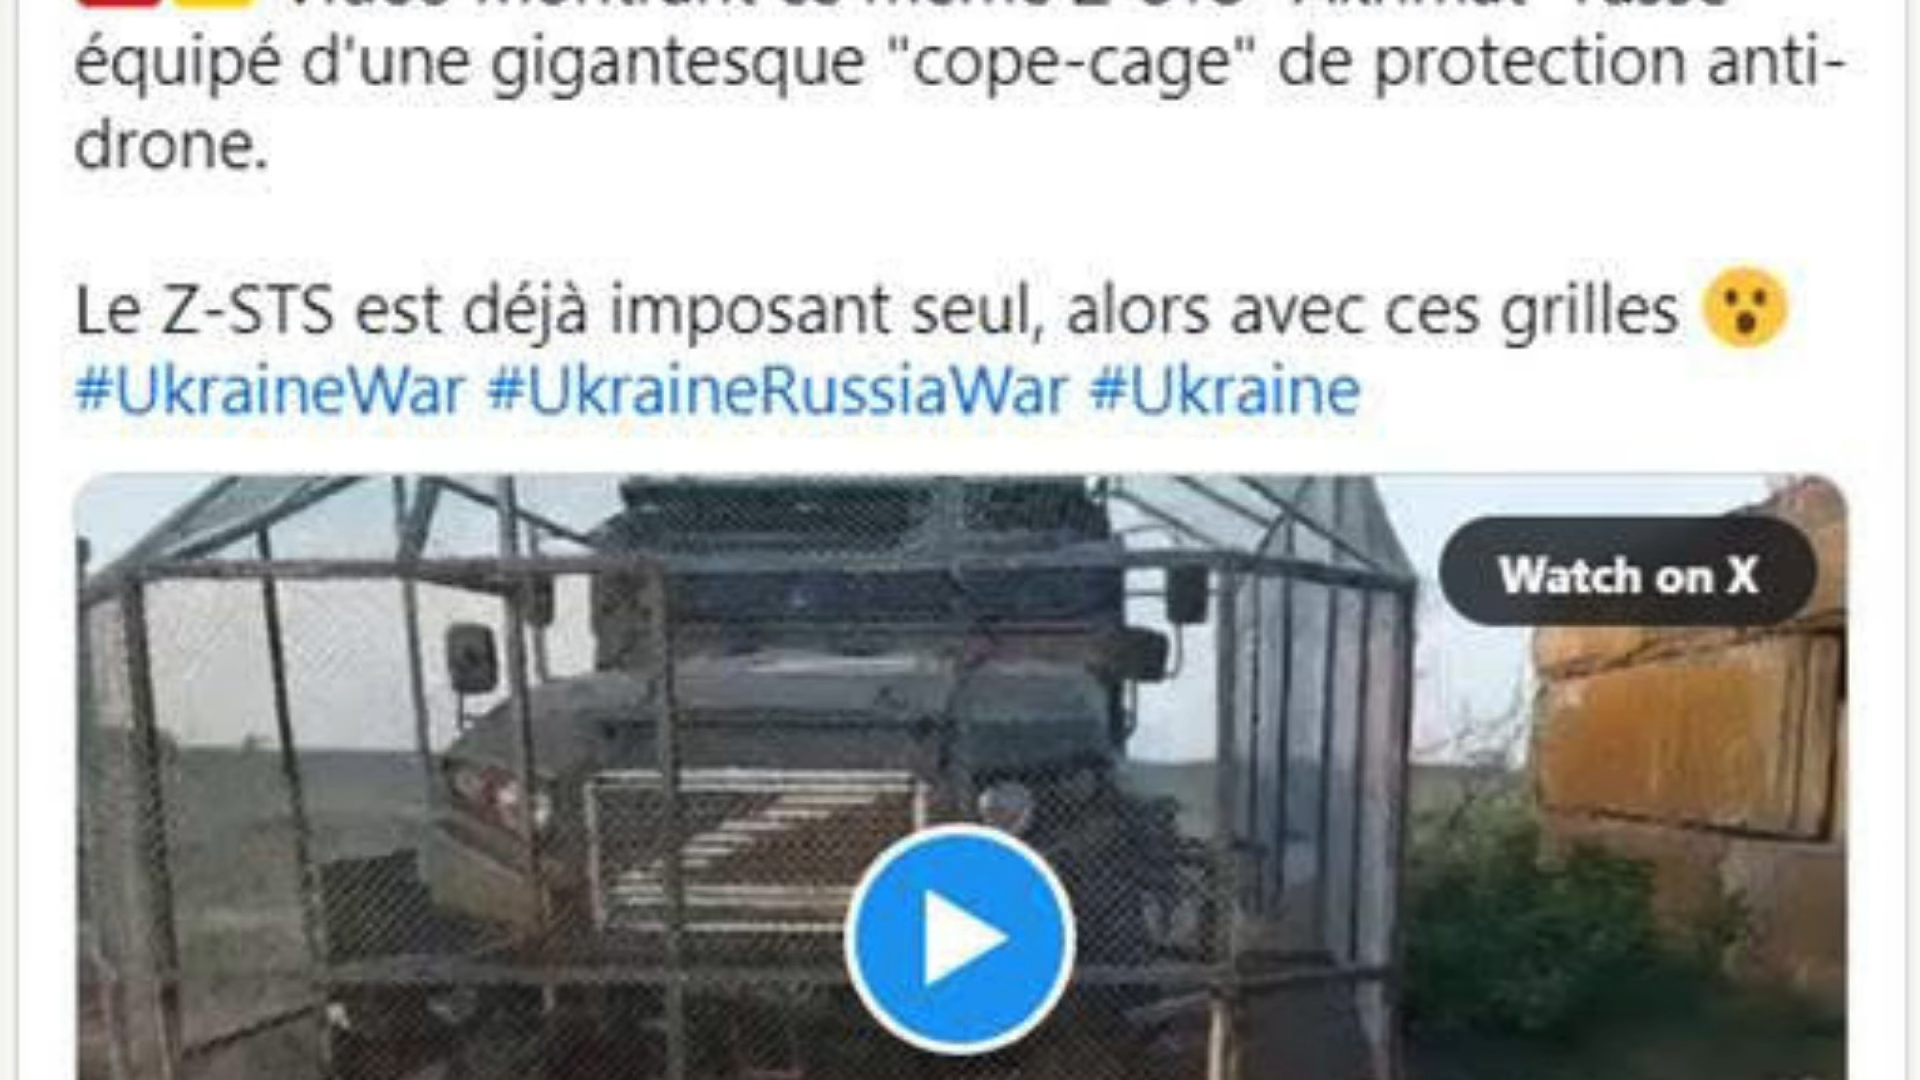 équipé d'une gigantesque "cope-cage" de protection anti-
drone.
Le Z-STS est déjà imposant seul, alors avec ces grilles 😮
#UkraineWar #UkraineRussiaWar #Ukraine
Watch on X